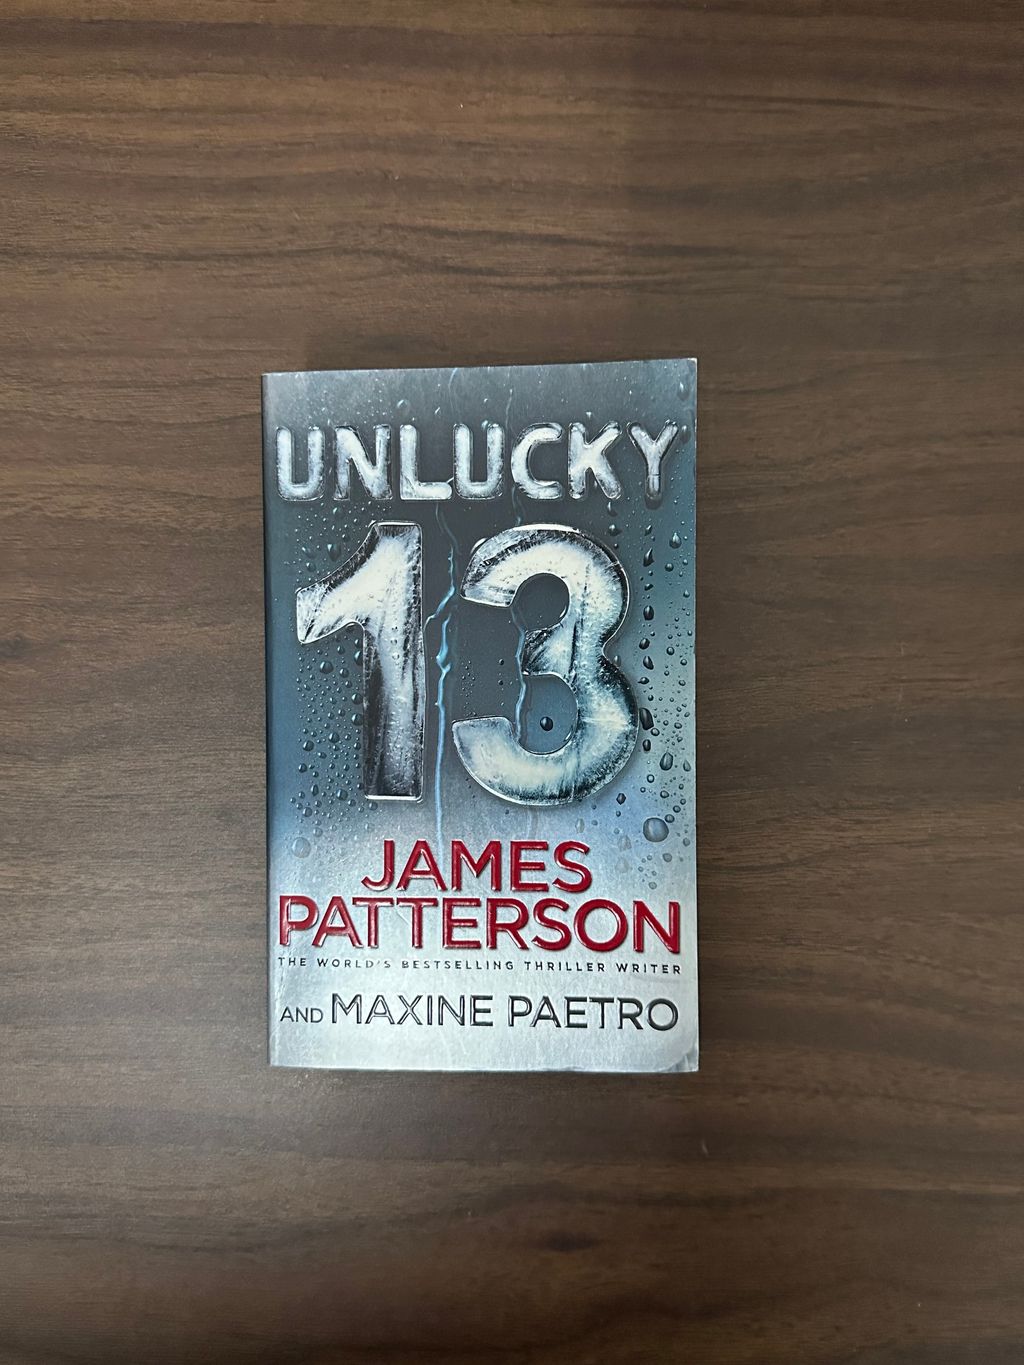 UNLUCKY
13
JAMES
PATTERSON
THE WORLD'S BESTSELLING THRILLER WRITER
AND MAXINE PAETRO